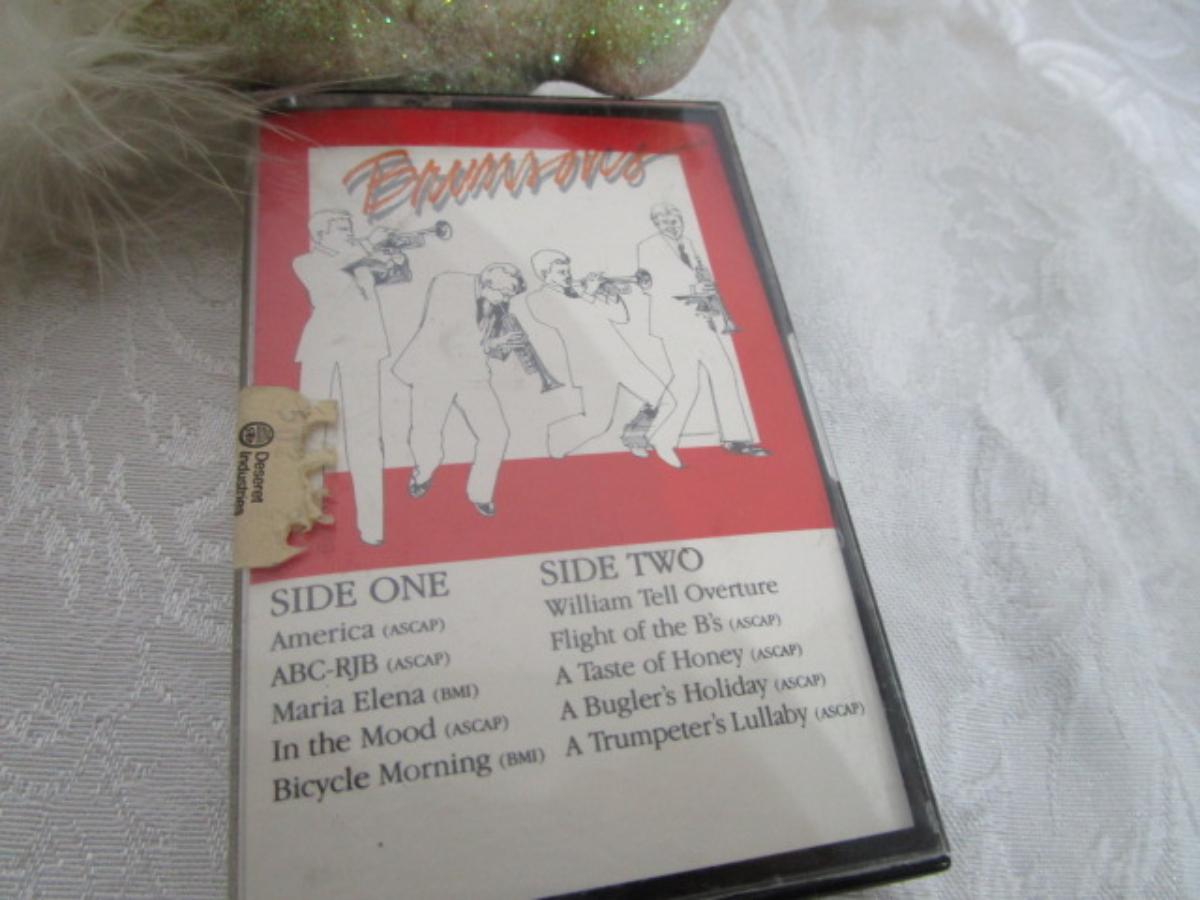 Brunsons
Deseret
Industries
SIDE ONE
America (ASCAP)
ABC-RJB (ASCAP)
Maria Elena (BMI)
In the Mood (ASCAP)
Bicycle Morning (BMI)
SIDE TWO
William Tell Overture
Flight of the B's (ASCAP)
A Taste of Honey (ASCAP)
A Bugler's Holiday (ASCAP)
A Trumpeter's Lullaby (ASCAP)